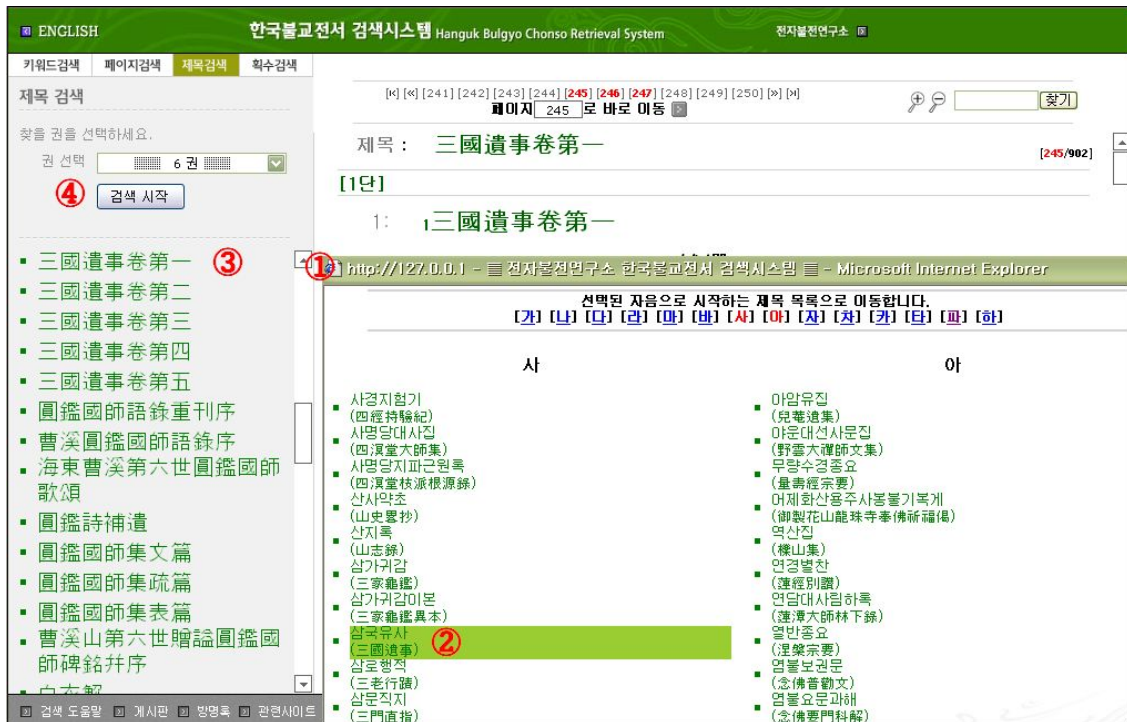 ENGLISH
한국불교전서 검색시스템 Hanguk Bulgyo Chonso Retrieval System
전자불전연구소
키워드검색 페이지검색 제목검색 획수검색
제목 검색
찾을 권을 선택하세요.
권 선택 6 권
④ 검색 시작
三國遺事卷第一 ③
三國遺事卷第二
三國遺事卷第三
三國遺事卷第四
三國遺事卷第五
圓鑑國師語錄重刊序
曹溪圓鑑國師語錄序
海東曹溪第六世圓鑑國師
歌頌
圓鑑詩補遺
圓鑑國師集文篇
圓鑑國師集疏篇
圓鑑國師集表篇
曹溪山第六世贈諡圓鑑國
師碑銘幷序
白衣解
검색 도움말 게시판 방명록 관련사이트
[K] [«] [241] [242] [243] [244] [245] [246] [247] [248] [249] [250] [»] [X]
페이지 245 로 바로 이동
찾기
제목 : 三國遺事卷第一
[245/902]
[1단]
1: 1三國遺事卷第一
① http://127.0.0.1 - ≣ 전자불전연구소 한국불교전서 검색시스템 ≣ - Microsoft Internet Explorer
선택된 자음으로 시작하는 제목 목록으로 이동합니다.
[가] [나] [다] [라] [마] [바] [사] [아] [자] [차] [카] [타] [파] [하]
사
사경지험기
(四經持驗紀)
사명당대사집
(四溟堂大師集)
사명당지파근원록
(四溟堂枝派根源錄)
산사약초
(山史畧抄)
산지록
(山志錄)
삼가귀감
(三家龜鑑)
삼가귀감이본
(三家龜鑑異本)
삼국유사
(三國遺事) ②
삼로행적
(三老行蹟)
삼문직지
(三門直指)
아
아암유집
(兒菴遺集)
야운대선사문집
(野雲大禪師文集)
무량수경종요
(量壽經宗要)
어제화산용주사봉불기복게
(御製花山龍珠寺奉佛祈福偈)
역산집
(櫟山集)
연경별찬
(蓮經別讚)
연담대사림하록
(蓮潭大師林下錄)
열반종요
(涅槃宗要)
염불보권문
(念佛普勸文)
염불요문과해
(念佛要門科解)